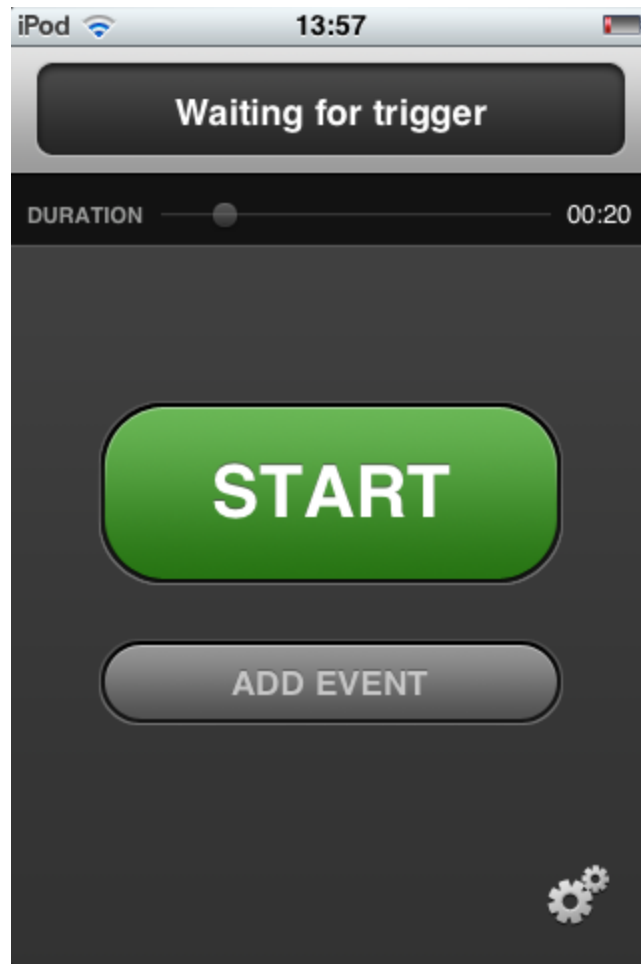 iPod 13:57
Waiting for trigger
DURATION 00:20
START
ADD EVENT